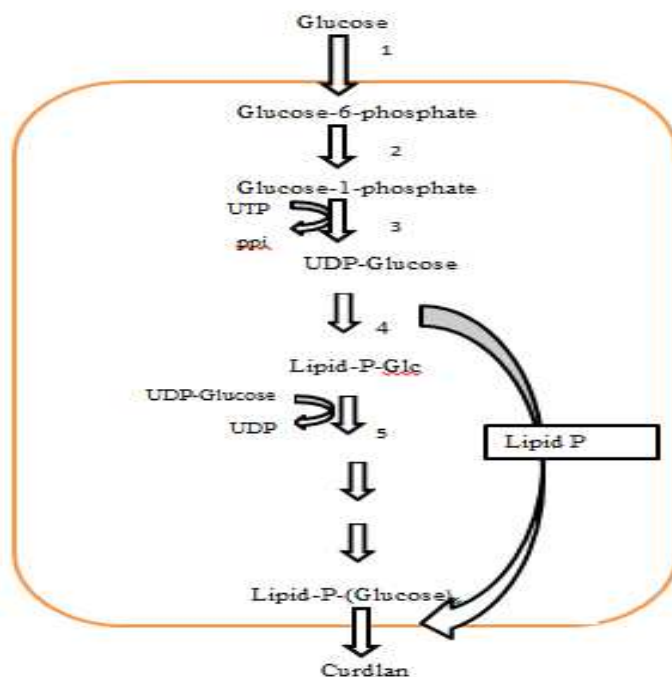 Glucose
1
Glucose-6-phosphate
2
Glucose-1-phosphate
UTP
3
ppi
UDP-Glucose
4
Lipid-P-Glc
UDP-Glucose
UDP
5
Lipid P
Lipid-P-(Glucose)
Curdlan